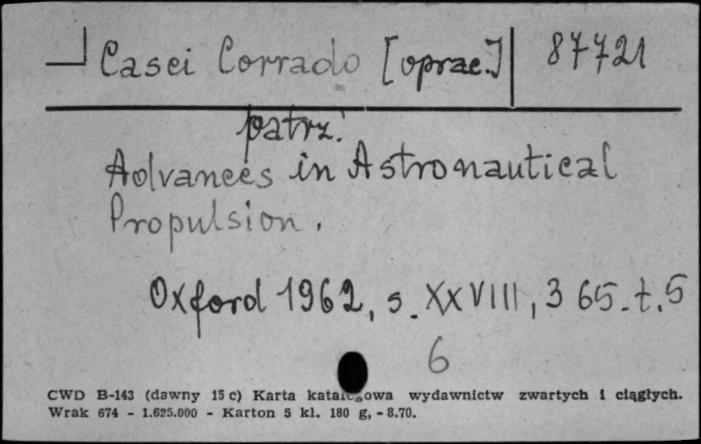 Casei Corrado [oprac.] 87721
patrz:
Advances in Astronautical
Propulsion.
Oxford 1962, s. XXVIII, 365. t. 5
6
CWD B-143 (dawny 15 c) Karta katalogowa wydawnictw zwartych i ciągłych.
Wrak 674 - 1.625.000 - Karton 5 kl. 180 g, - 8.70.